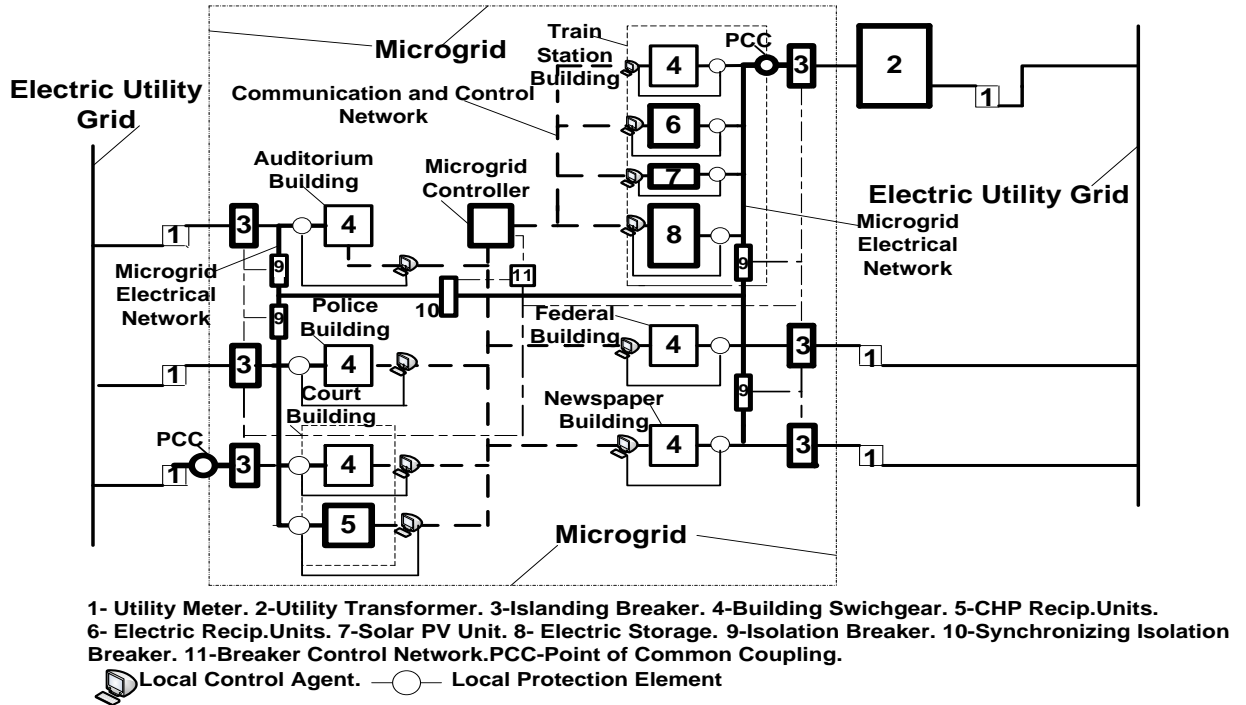 Microgrid
Train
Station
Building
PCC
4
3
2
1
Electric Utility
Grid
Communication and Control
Network
6
7
8
Auditorium
Building
Microgrid
Controller
Electric Utility Grid
Microgrid
Electrical
Network
1
3
4
9
11
9
Microgrid
Electrical
Network
10
9
Police
Building
Federal
Building
1
3
4
4
3
1
Court
Building
9
Newspaper
Building
PCC
1
3
4
4
3
1
5
Microgrid
1- Utility Meter. 2-Utility Transformer. 3-Islanding Breaker. 4-Building Swichgear. 5-CHP Recip.Units.
6- Electric Recip.Units. 7-Solar PV Unit. 8- Electric Storage. 9-Isolation Breaker. 10-Synchronizing Isolation
Breaker. 11-Breaker Control Network.PCC-Point of Common Coupling.
Local Control Agent.
Local Protection Element